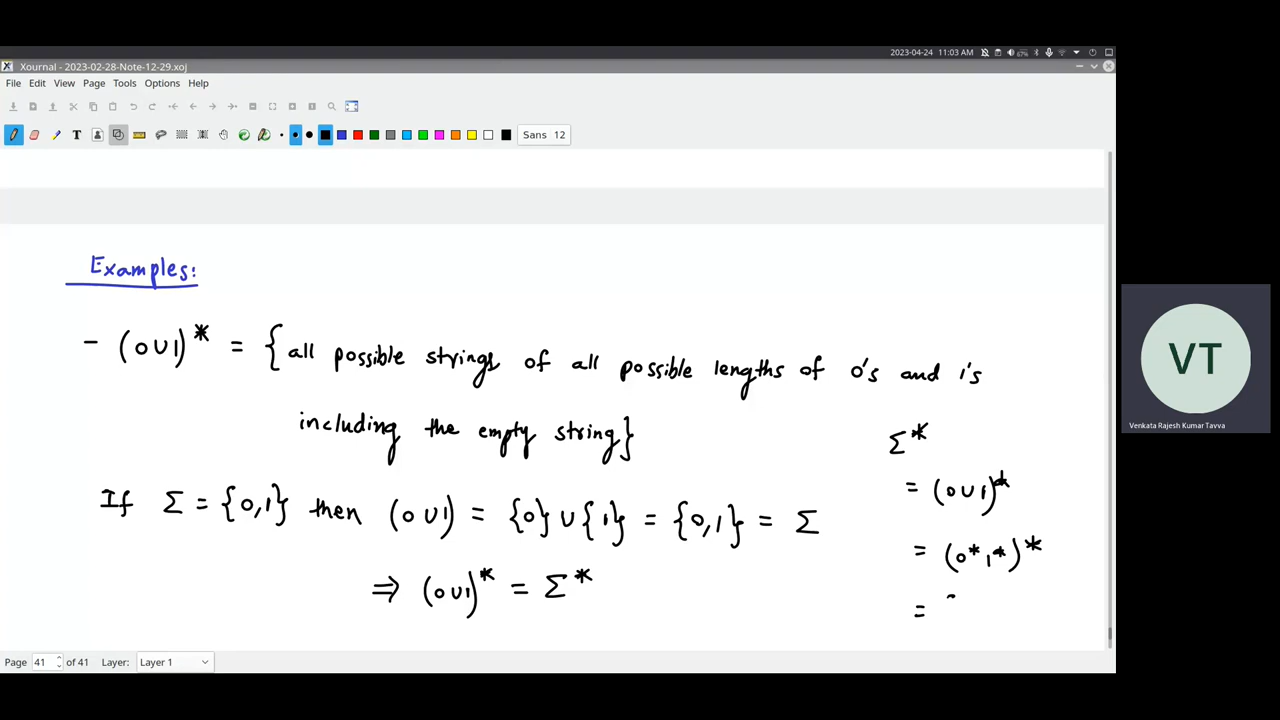 2023-04-24 11:03 AM
Xournal - 2023-02-28-Note-12-29.xoj
File Edit View Page Tools Options Help
T Sans 12
Examples:
- (0∪1)* = {all possible strings of all possible lengths of 0's and 1's
including the empty string}
If Σ = {0,1} then (0∪1) = {0}∪{1} = {0,1} = Σ
⇒ (0∪1)* = Σ*
Σ*
= (0∪1)*
= (0*1*)*
=
VT
Venkata Rajesh Kumar Tavva
Page 41 of 41 Layer: Layer 1